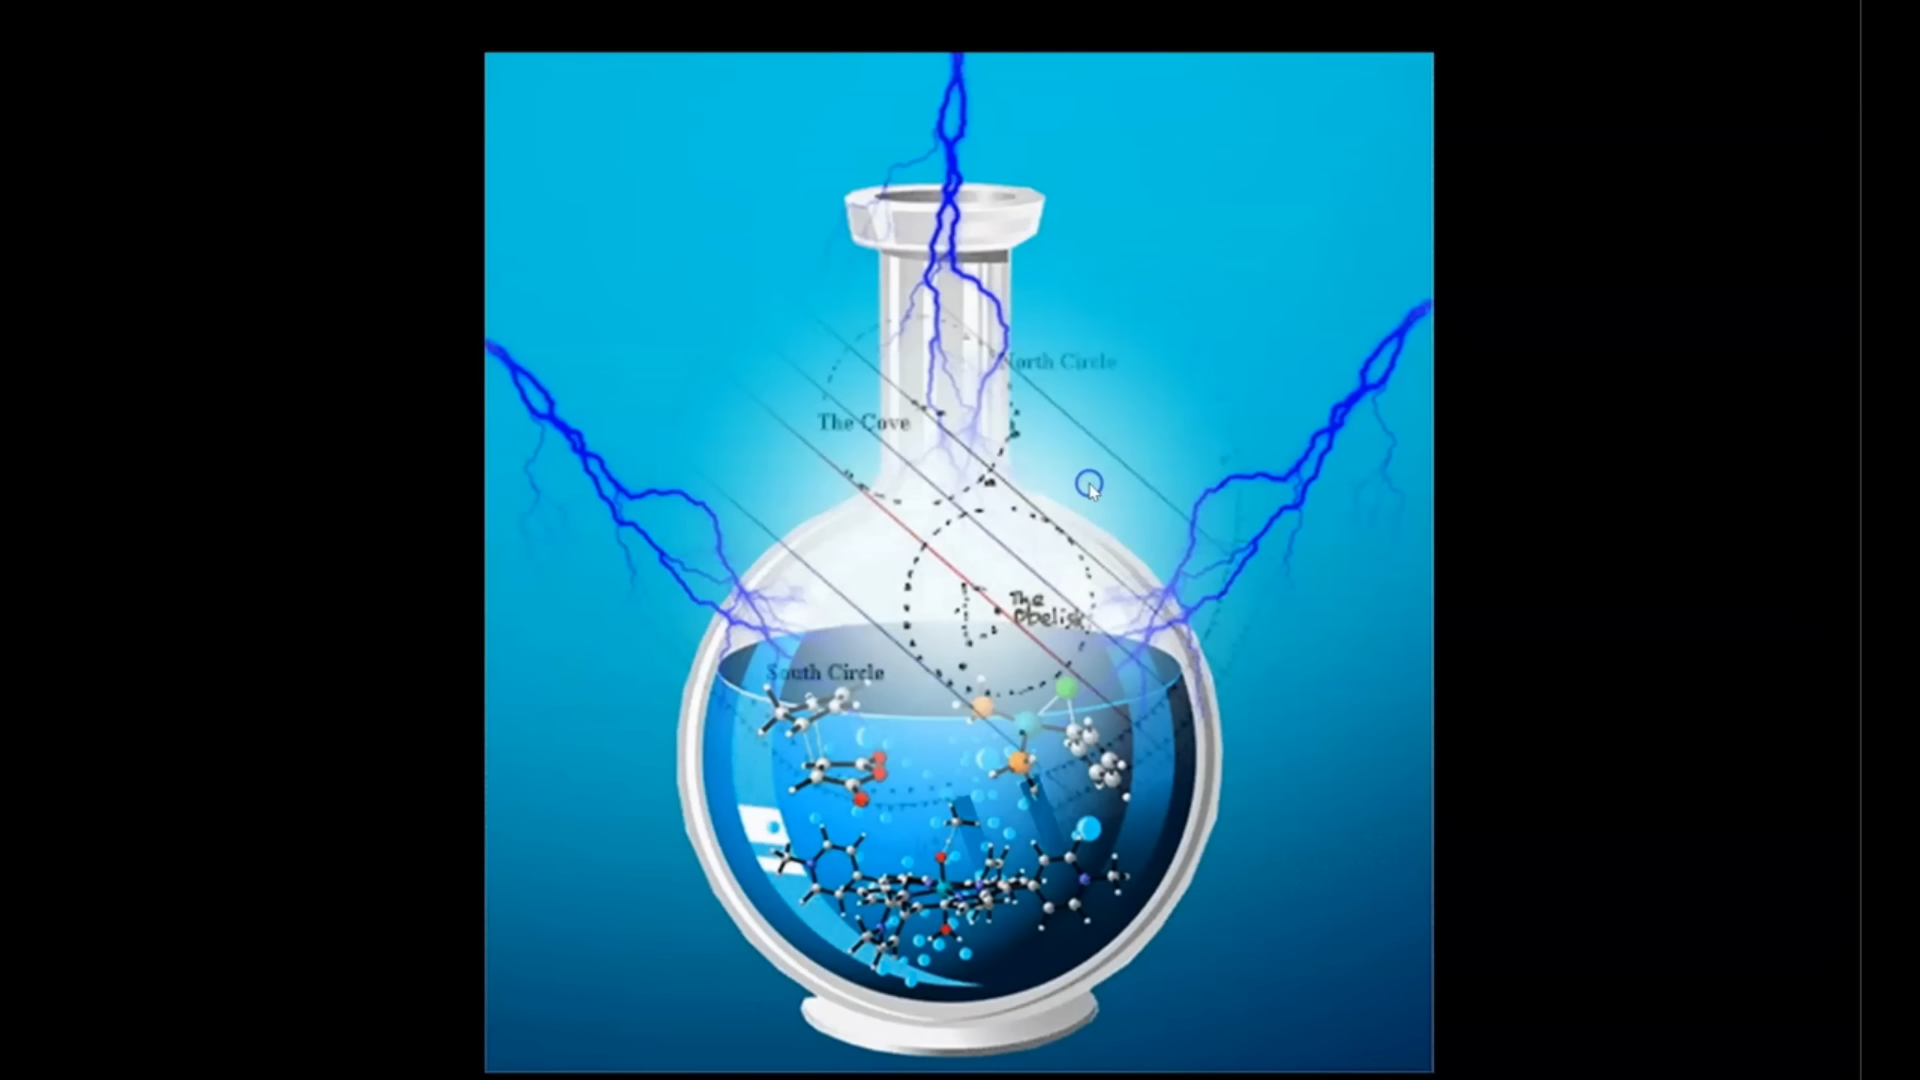 North Circle
The Cove
The
Obelisk
South Circle